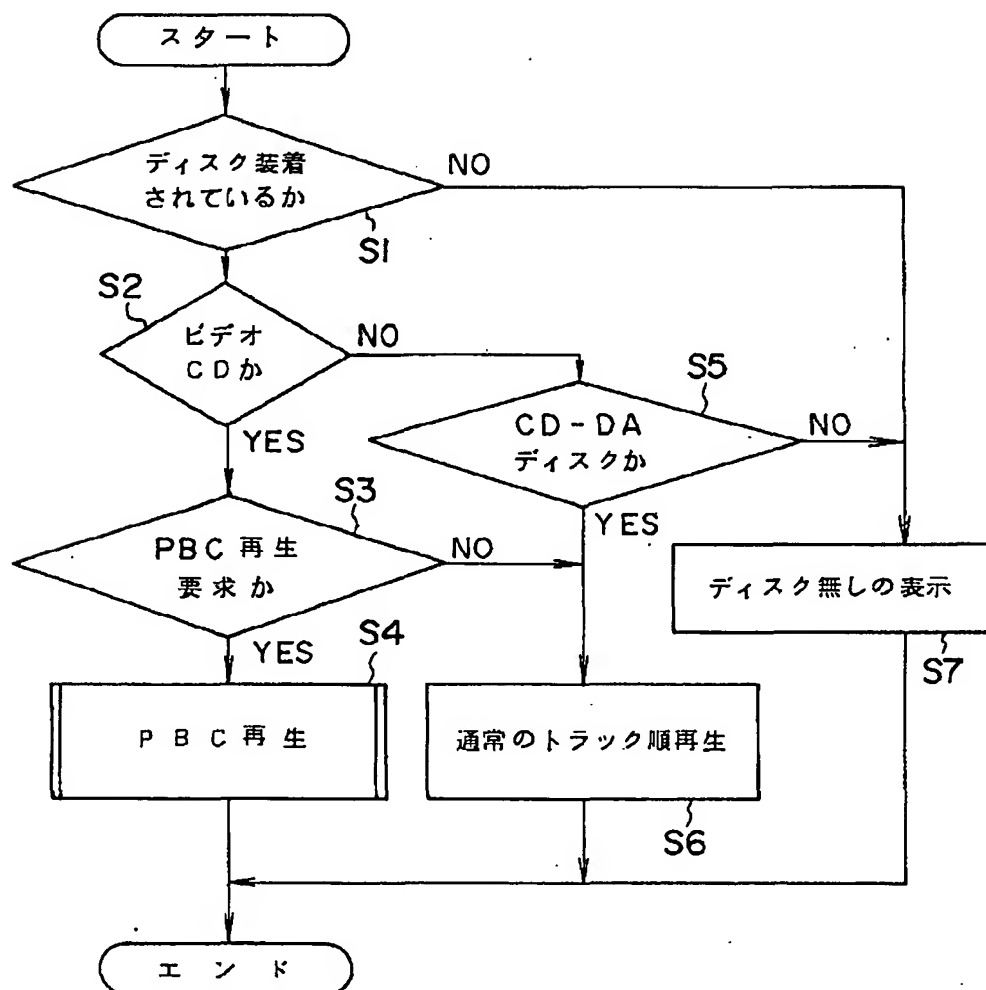 スタート
ディスク装着
されているか
NO
S1
S2
ビデオ
CDか
NO
YES
S5
CD-DA
ディスクか
NO
YES
S3
PBC再生
要求か
NO
YES
S4
PBC再生
通常のトラック順再生
S6
ディスク無しの表示
S7
エンド